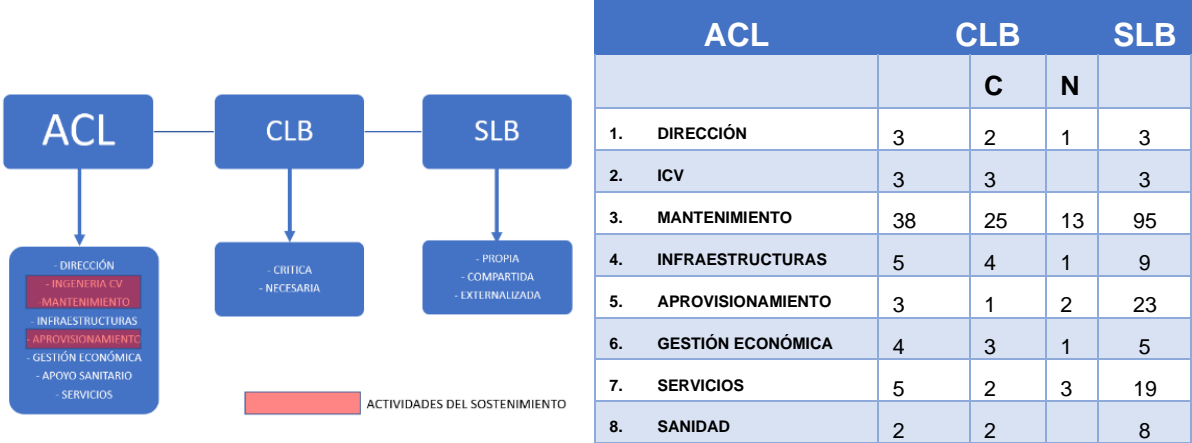 ACL
CLB
SLB
- DIRECCIÓN
- INGENERIA CV
-MANTENIMIENTO
- INFRAESTRUCTURAS
- APROVISIONAMIENTO
- GESTIÓN ECONÓMICA
- APOYO SANITARIO
- SERVICIOS
- CRITICA
- NECESARIA
- PROPIA
- COMPARTIDA
- EXTERNALIZADA
ACTIVIDADES DEL SOSTENIMIENTO
ACL CLB SLB
C N
1. DIRECCIÓN 3 2 1 3
2. ICV 3 3 3
3. MANTENIMIENTO 38 25 13 95
4. INFRAESTRUCTURAS 5 4 1 9
5. APROVISIONAMIENTO 3 1 2 23
6. GESTIÓN ECONÓMICA 4 3 1 5
7. SERVICIOS 5 2 3 19
8. SANIDAD 2 2 8